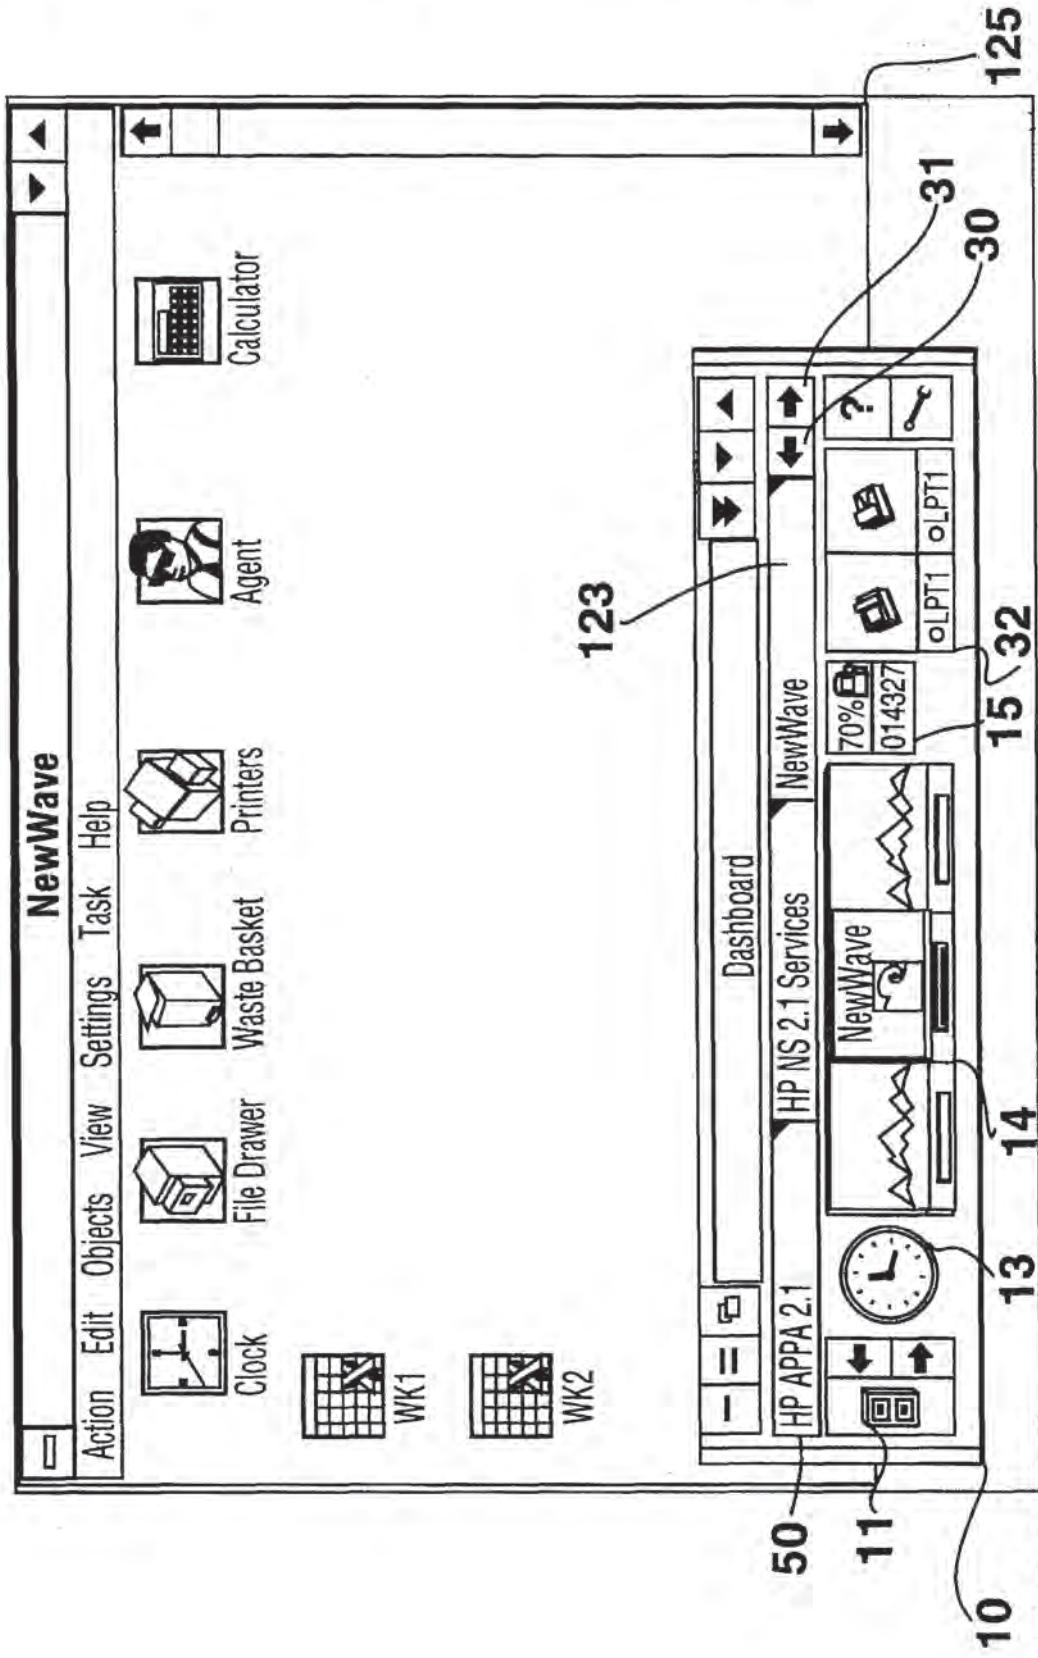 NewWave
Action Edit Objects View Settings Task Help
Clock
File Drawer
Waste Basket
Printers
Agent
Calculator
WK1
WK2
123
Dashboard
HP APPA 2.1
HP NS 2.1 Services
NewWave
NewWave
70%
014327
LPT1
LPT1
?
50
11
10
13
14
15
32
30
31
125